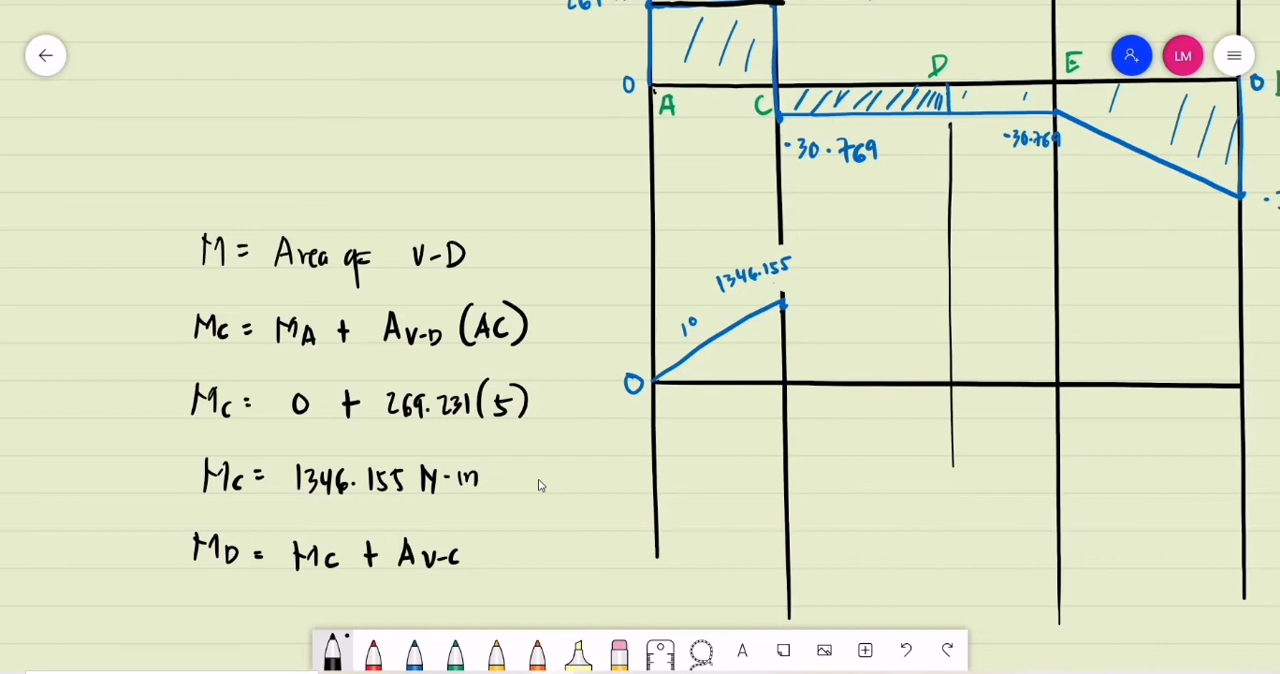 LM
0
A
C
D
E
0
-30.769
-30.769
1346.155
1°
0
M = Area of V-D
Mc = MA + AV-D (AC)
Mc = 0 + 269.231(5)
Mc = 1346.155 N-m
MD = Mc + AV-C
A